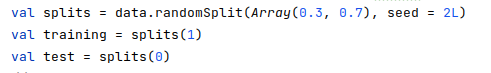 val splits = data.randomSplit(Array(0.3, 0.7), seed = 2L)
val training = splits(1)
val test = splits(0)